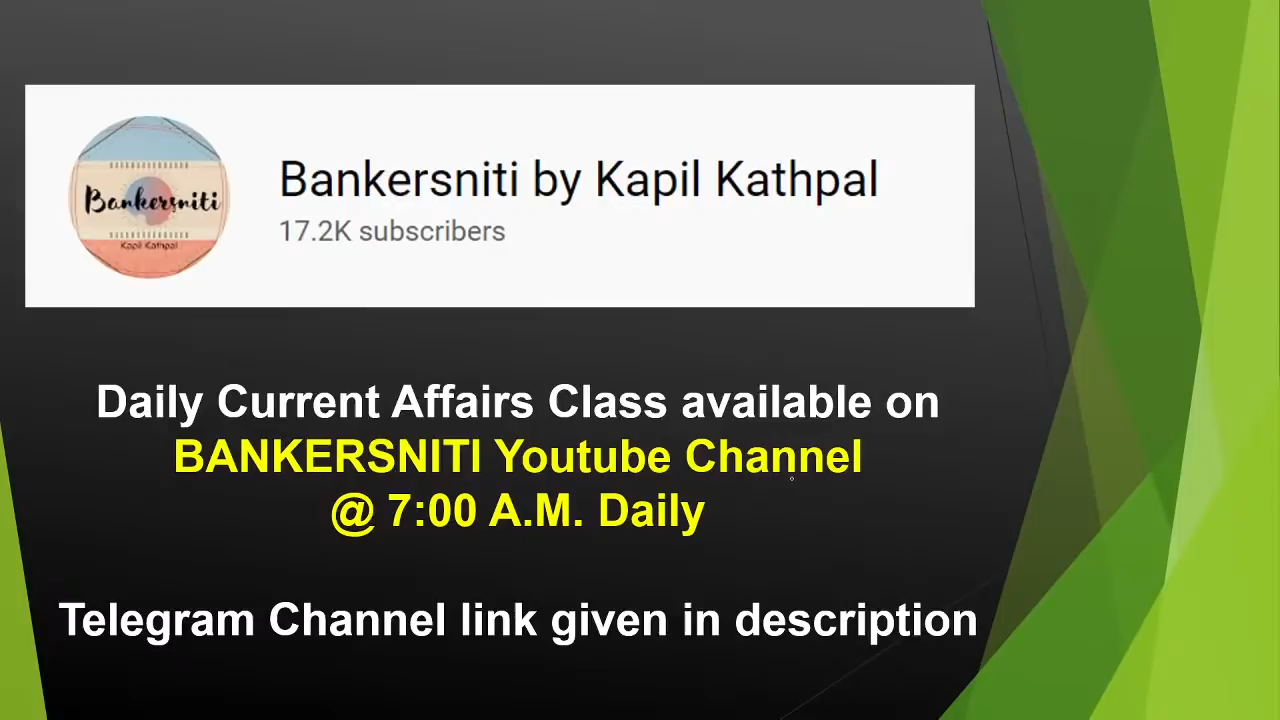 Bankersniti
Kapil Kathpal
Bankersniti by Kapil Kathpal
17.2K subscribers
Daily Current Affairs Class available on
BANKERSNITI Youtube Channel
@ 7:00 A.M. Daily
Telegram Channel link given in description